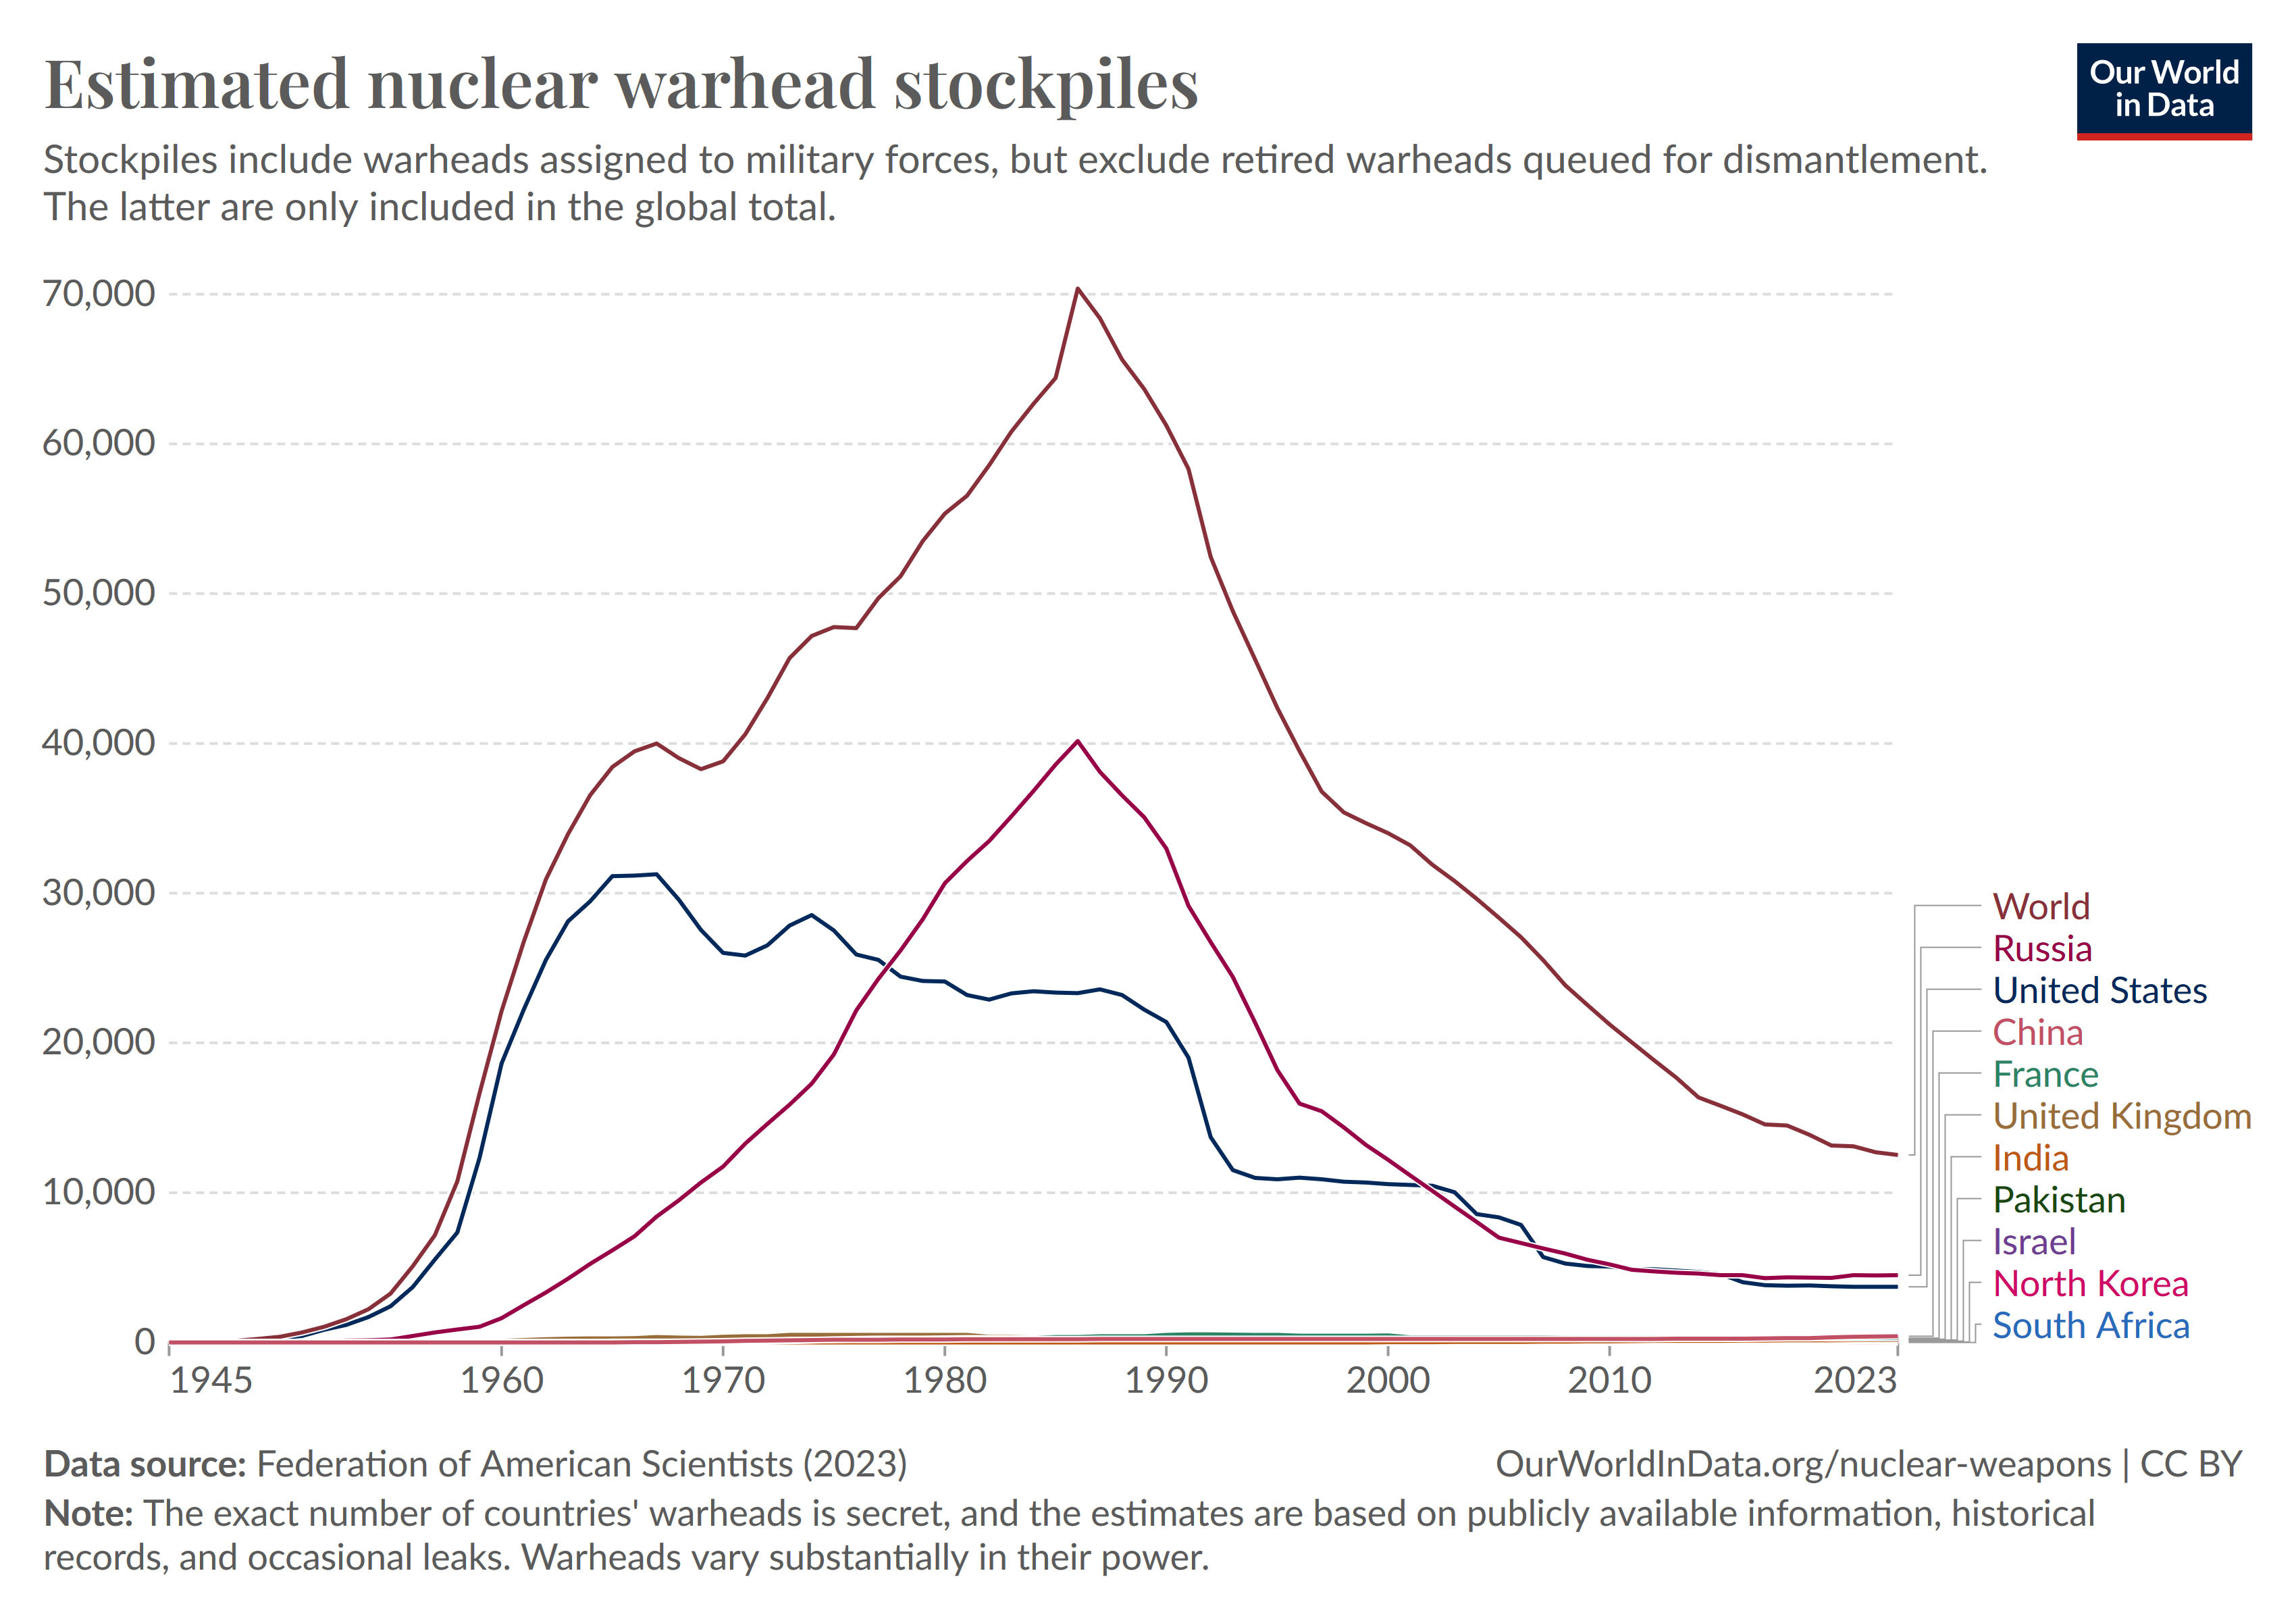 Estimated nuclear warhead stockpiles
Our World
in Data
Stockpiles include warheads assigned to military forces, but exclude retired warheads queued for dismantlement.
The latter are only included in the global total.
70,000
60,000
50,000
40,000
30,000
20,000
10,000
0
World
Russia
United States
China
France
United Kingdom
India
Pakistan
Israel
North Korea
South Africa
1945 1960 1970 1980 1990 2000 2010 2023
Data source: Federation of American Scientists (2023)
OurWorldInData.org/nuclear-weapons | CC BY
Note: The exact number of countries' warheads is secret, and the estimates are based on publicly available information, historical
records, and occasional leaks. Warheads vary substantially in their power.